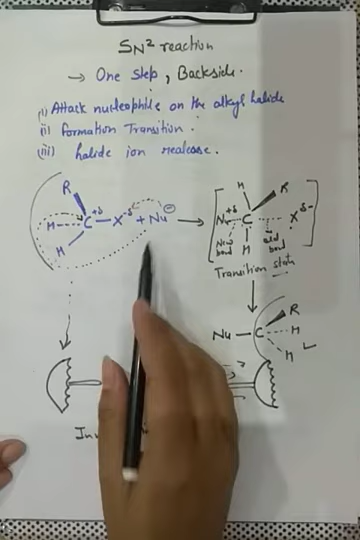 SN² reaction
→ One step, Backside.
(i) Attack nucleophile on the alkyl halide
ii) formation Transition.
(iii) halide ion realease.
R
H---C+δ — X-δ + Nu⊖ →
H
H
R
Nu+δ C X δ-
New bond
H
old bond
Transition state
R
Nu — C --- H
H